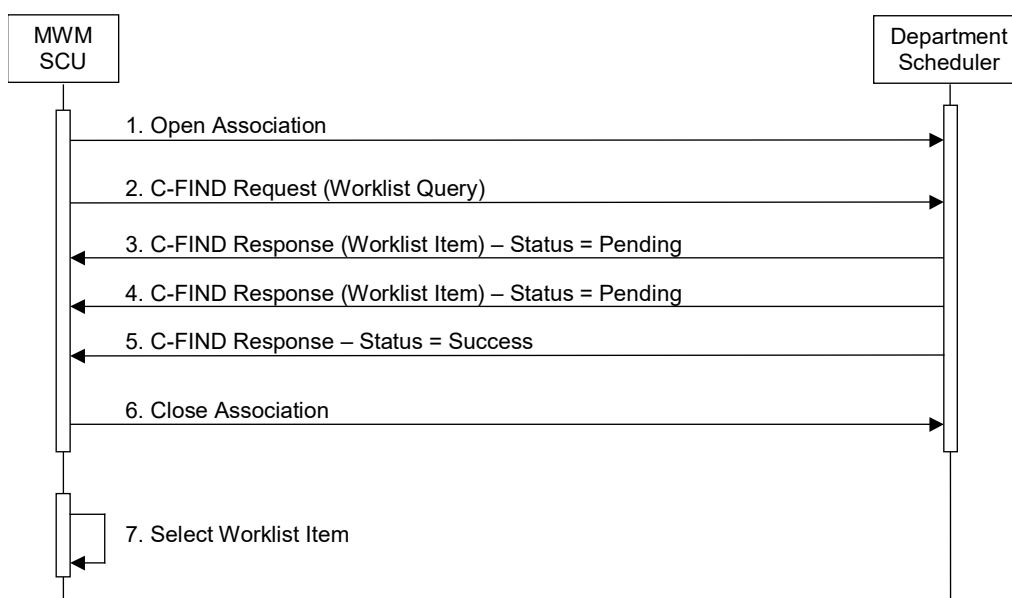 MWM
SCU
Department
Scheduler
1. Open Association
2. C-FIND Request (Worklist Query)
3. C-FIND Response (Worklist Item) – Status = Pending
4. C-FIND Response (Worklist Item) – Status = Pending
5. C-FIND Response – Status = Success
6. Close Association
7. Select Worklist Item